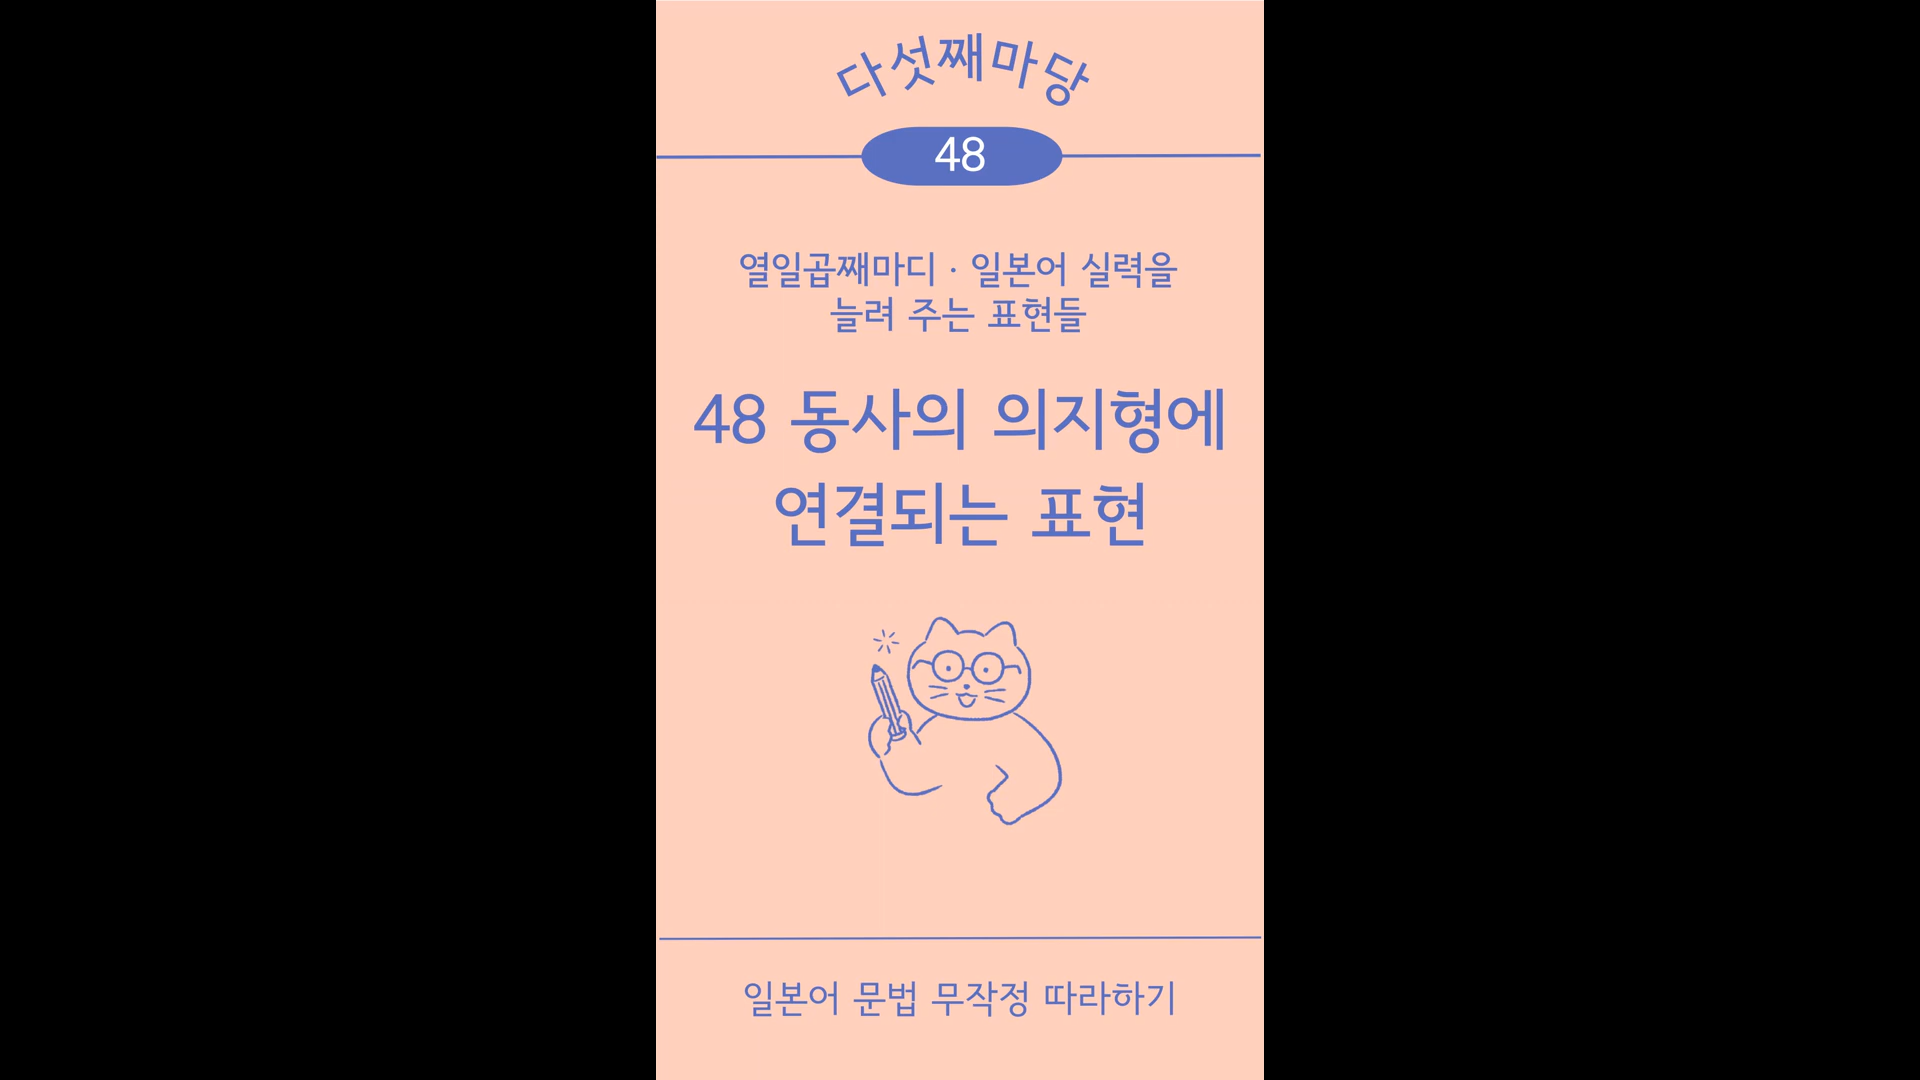 다섯째마당
48
열일곱째마디 · 일본어 실력을
늘려 주는 표현들
48 동사의 의지형에
연결되는 표현
일본어 문법 무작정 따라하기